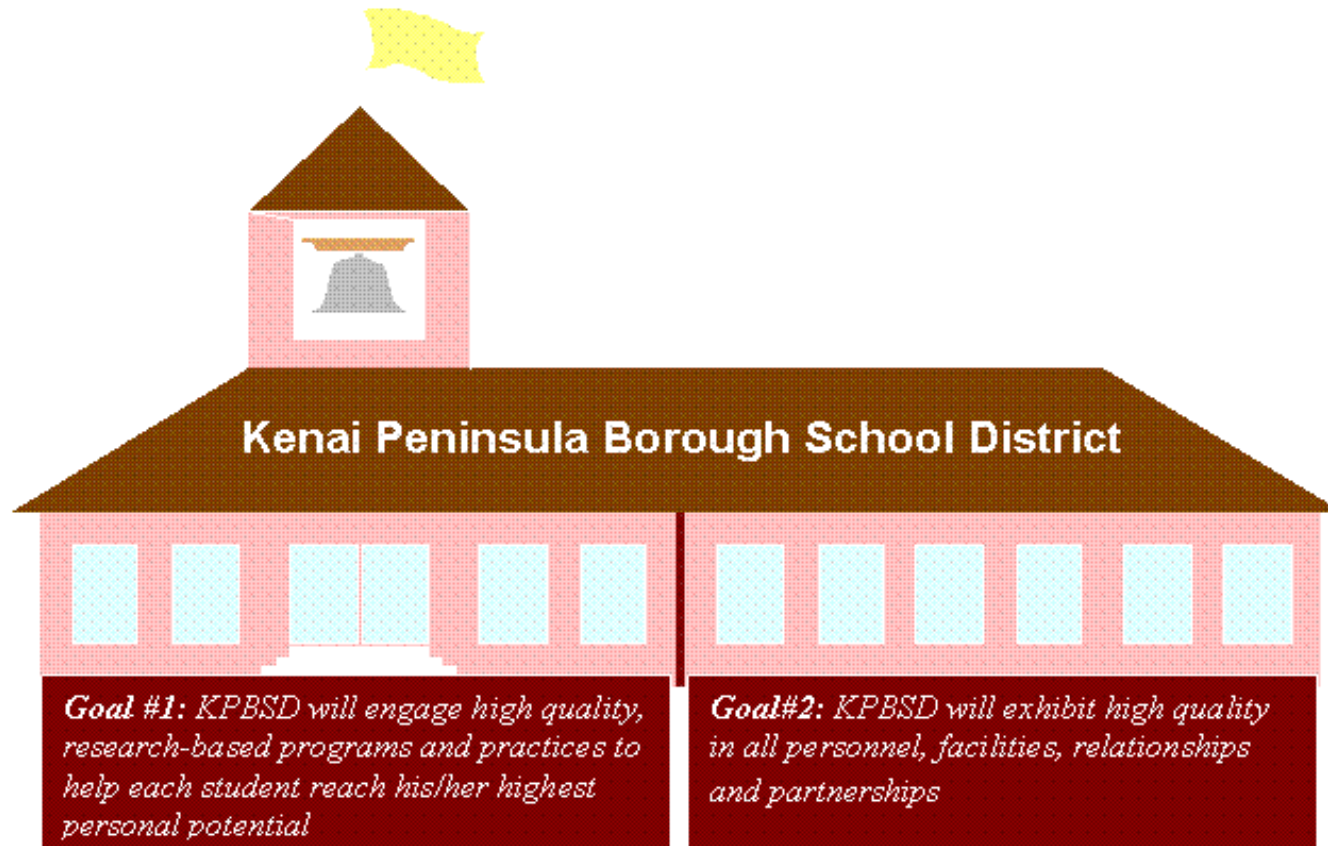 Kenai Peninsula Borough School District
Goal #1: KPBSD will engage high quality,
research-based programs and practices to
help each student reach his/her highest
personal potential
Goal#2: KPBSD will exhibit high quality
in all personnel, facilities, relationships
and partnerships